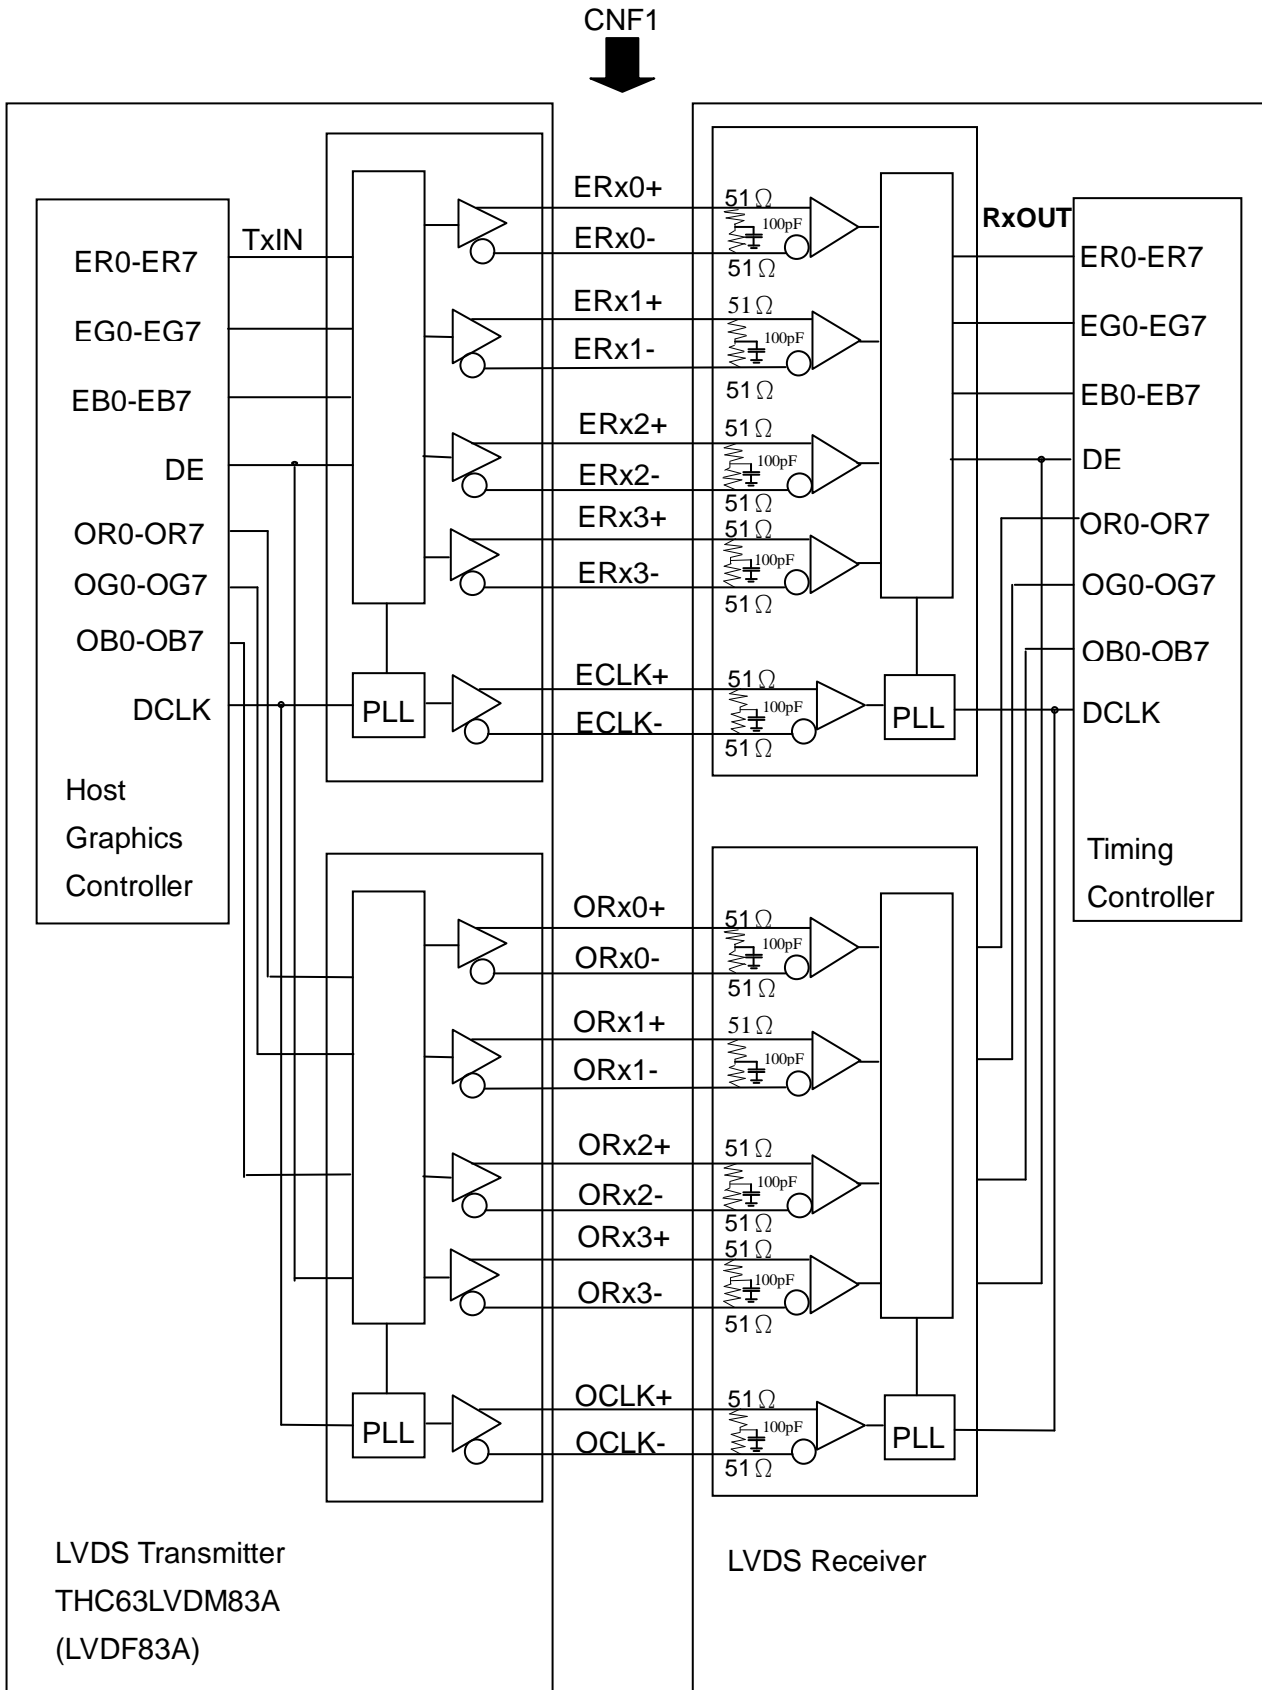 CNF1
TxIN
ER0-ER7
EG0-EG7
EB0-EB7
DE
OR0-OR7
OG0-OG7
OB0-OB7
DCLK
Host
Graphics
Controller
PLL
ERx0+
ERx0-
ERx1+
ERx1-
ERx2+
ERx2-
ERx3+
ERx3-
ECLK+
ECLK-
51Ω
100pF
51Ω
51Ω
100pF
51Ω
51Ω
100pF
51Ω
51Ω
100pF
51Ω
51Ω
100pF
51Ω
PLL
RxOUT
ER0-ER7
EG0-EG7
EB0-EB7
DE
OR0-OR7
OG0-OG7
OB0-OB7
DCLK
Timing
Controller
PLL
ORx0+
ORx0-
ORx1+
ORx1-
ORx2+
ORx2-
ORx3+
ORx3-
OCLK+
OCLK-
51Ω
100pF
51Ω
51Ω
100pF
51Ω
100pF
51Ω
51Ω
100pF
51Ω
51Ω
100pF
51Ω
PLL
LVDS Transmitter
THC63LVDM83A
(LVDF83A)
LVDS Receiver